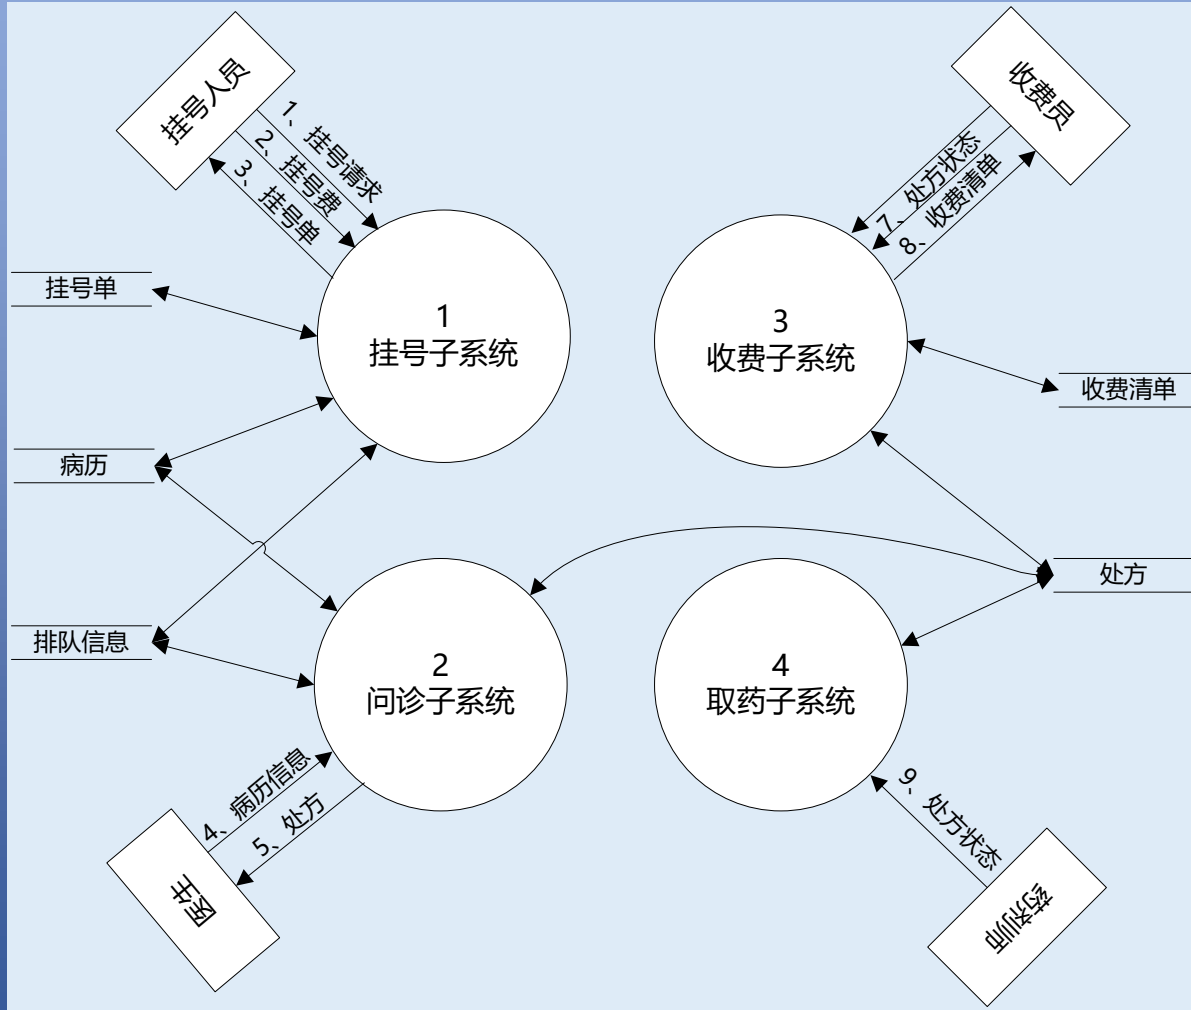 挂号人员
1、挂号请求
2、挂号费
3、挂号单
收费员
7、处方状态
8、收费清单
挂号单
1
挂号子系统
3
收费子系统
收费清单
病历
处方
排队信息
2
问诊子系统
4
取药子系统
4、病历信息
5、处方
医生
9、处方状态
药剂师